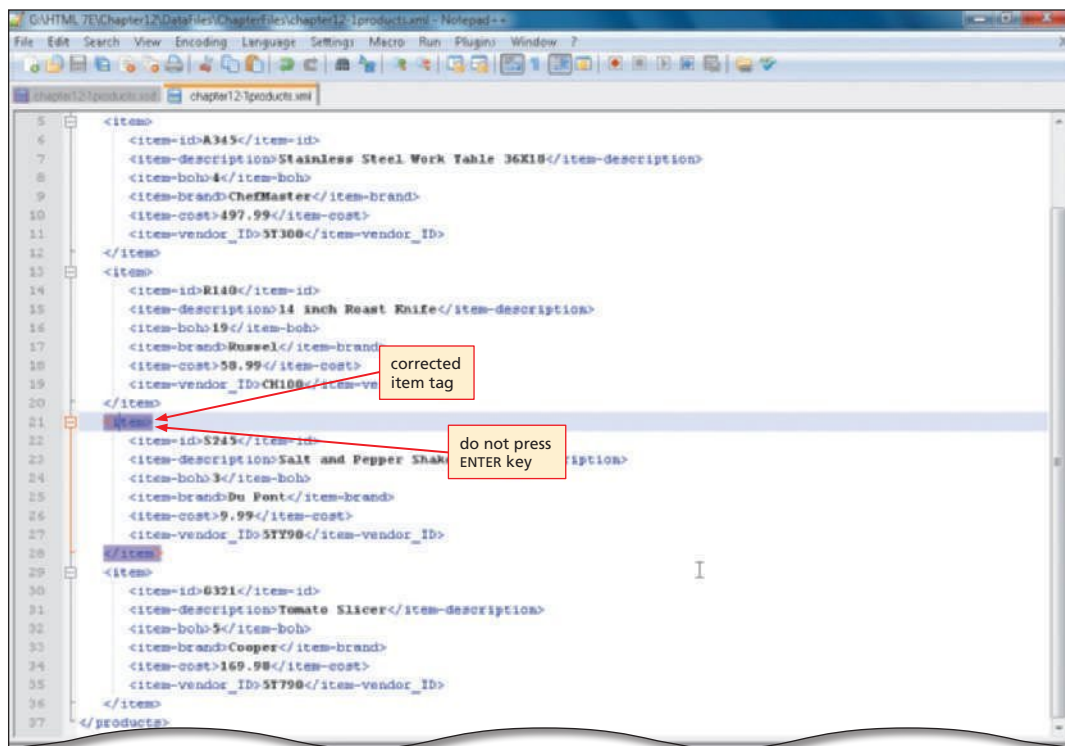 G:\HTML 7E\Chapter12\DataFiles\ChapterFiles\chapter12-1products.xml - Notepad++
File Edit Search View Encoding Language Settings Macro Run Plugins Window ?
chapter12-1products.xsd chapter12-1products.xml
5 <item>
6 <item-id>A345</item-id>
7 <item-description>Stainless Steel Work Table 36X18</item-description>
8 <item-boh>4</item-boh>
9 <item-brand>ChefMaster</item-brand>
10 <item-cost>497.99</item-cost>
11 <item-vendor_ID>5T300</item-vendor_ID>
12 </item>
13 <item>
14 <item-id>R140</item-id>
15 <item-description>14 inch Roast Knife</item-description>
16 <item-boh>19</item-boh>
17 <item-brand>Russel</item-brand>
18 <item-cost>58.99</item-cost>
19 <item-vendor_ID>CH100</item-ve
corrected
item tag
20 </item>
21 <item>
22 <item-id>S245</item-id>
do not press
ENTER key
23 <item-description>Salt and Pepper Shake ription>
24 <item-boh>3</item-boh>
25 <item-brand>Du Pont</item-brand>
26 <item-cost>9.99</item-cost>
27 <item-vendor_ID>5TY90</item-vendor_ID>
28 </item>
29 <item>
30 <item-id>G321</item-id>
31 <item-description>Tomato Slicer</item-description>
32 <item-boh>5</item-boh>
33 <item-brand>Cooper</item-brand>
34 <item-cost>169.98</item-cost>
35 <item-vendor_ID>5T790</item-vendor_ID>
36 </item>
37 </products>